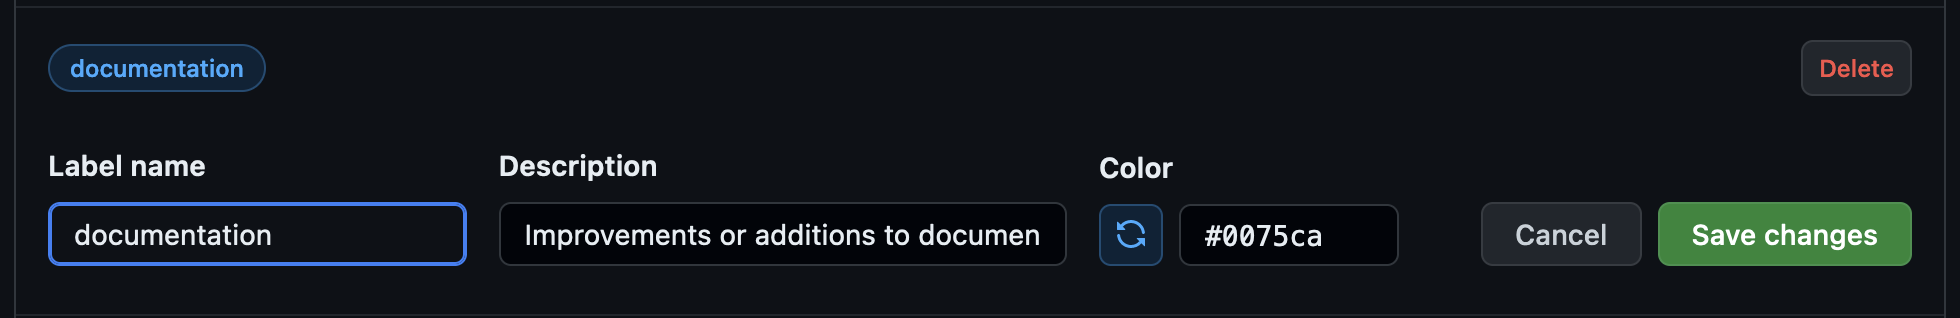 documentation
Delete
Label name
Description
Color
documentation
Improvements or additions to documen
#0075ca
Cancel
Save changes